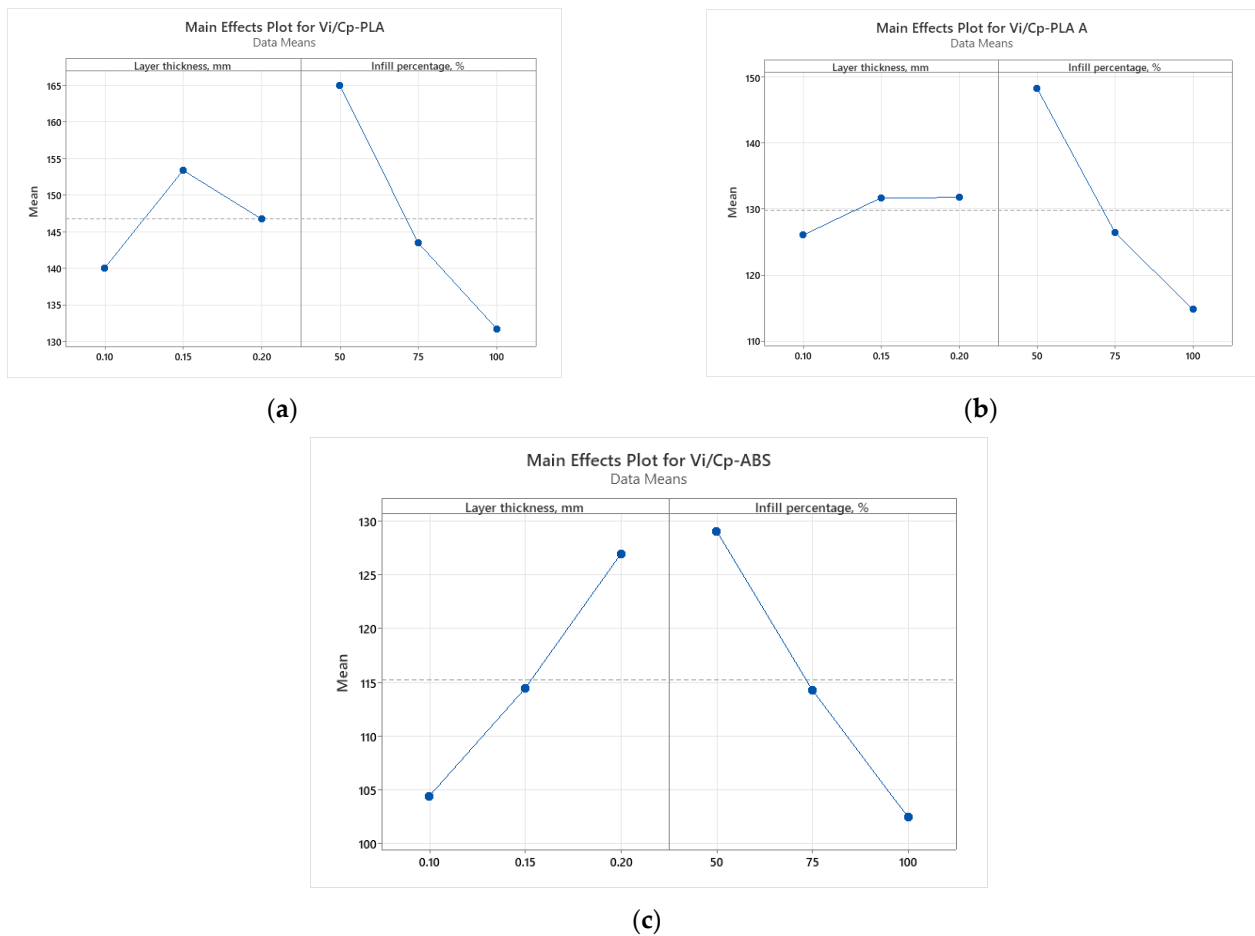 Main Effects Plot for Vi/Cp-PLA
Data Means
Layer thickness, mm Infill percentage, %
165
160
155
150
145
140
135
130
Mean
0.10 0.15 0.20 50 75 100
(a)
Main Effects Plot for Vi/Cp-PLA A
Data Means
Layer thickness, mm Infill percentage, %
150
140
130
120
110
Mean
0.10 0.15 0.20 50 75 100
(b)
Main Effects Plot for Vi/Cp-ABS
Data Means
Layer thickness, mm Infill percentage, %
130
125
120
115
110
105
100
Mean
0.10 0.15 0.20 50 75 100
(c)